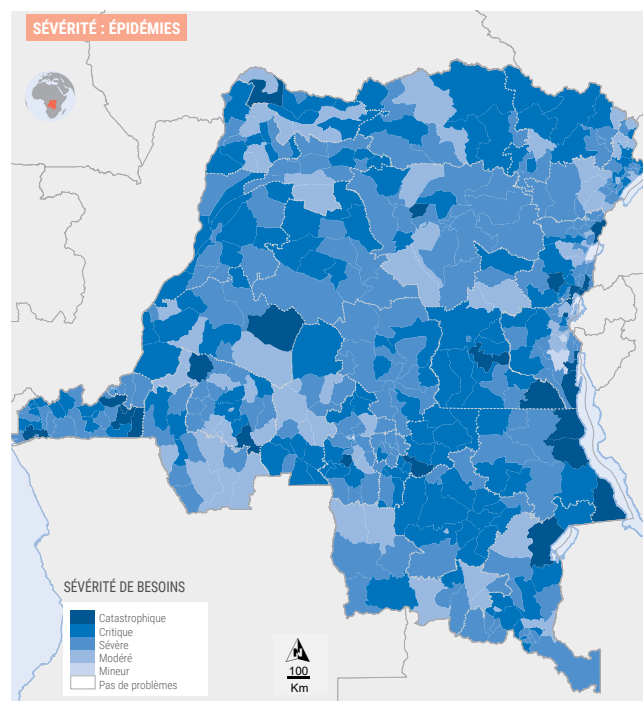 SÉVÉRITÉ : ÉPIDÉMIES
SÉVÉRITÉ DE BESOINS
Catastrophique
Critique
Sévère
Modéré
Mineur
Pas de problèmes
N
100
Km